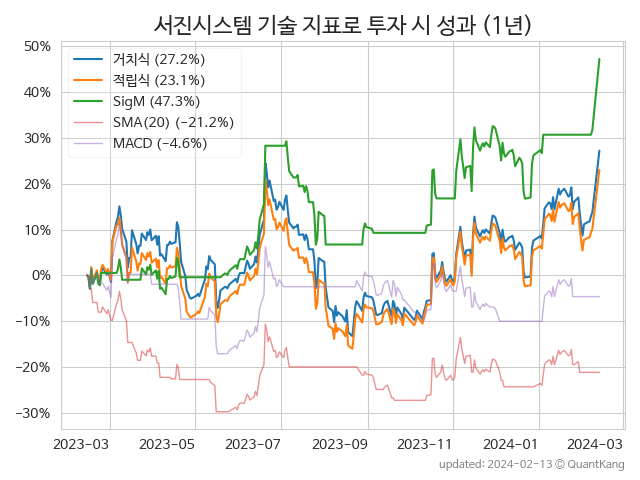 서진시스템 기술 지표로 투자 시 성과 (1년)
50%
40%
30%
20%
10%
0%
−10%
−20%
−30%
거치식 (27.2%)
적립식 (23.1%)
SigM (47.3%)
SMA(20) (−21.2%)
MACD (−4.6%)
2023-03 2023-05 2023-07 2023-09 2023-11 2024-01 2024-03
updated: 2024-02-13 © QuantKang